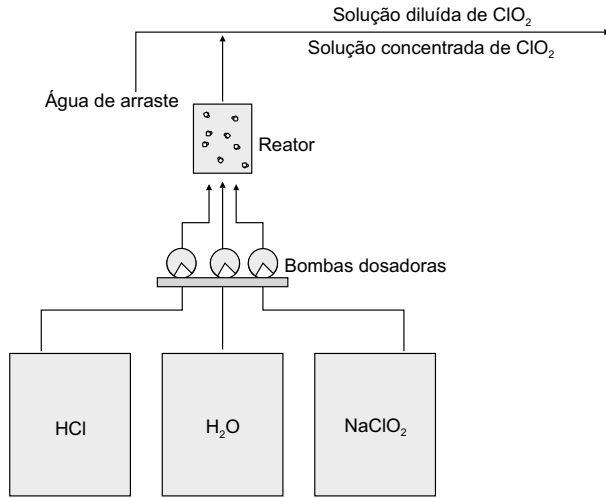 Solução diluída de ClO₂
Solução concentrada de ClO₂
Água de arraste
Reator
Bombas dosadoras
HCl
H₂O
NaClO₂